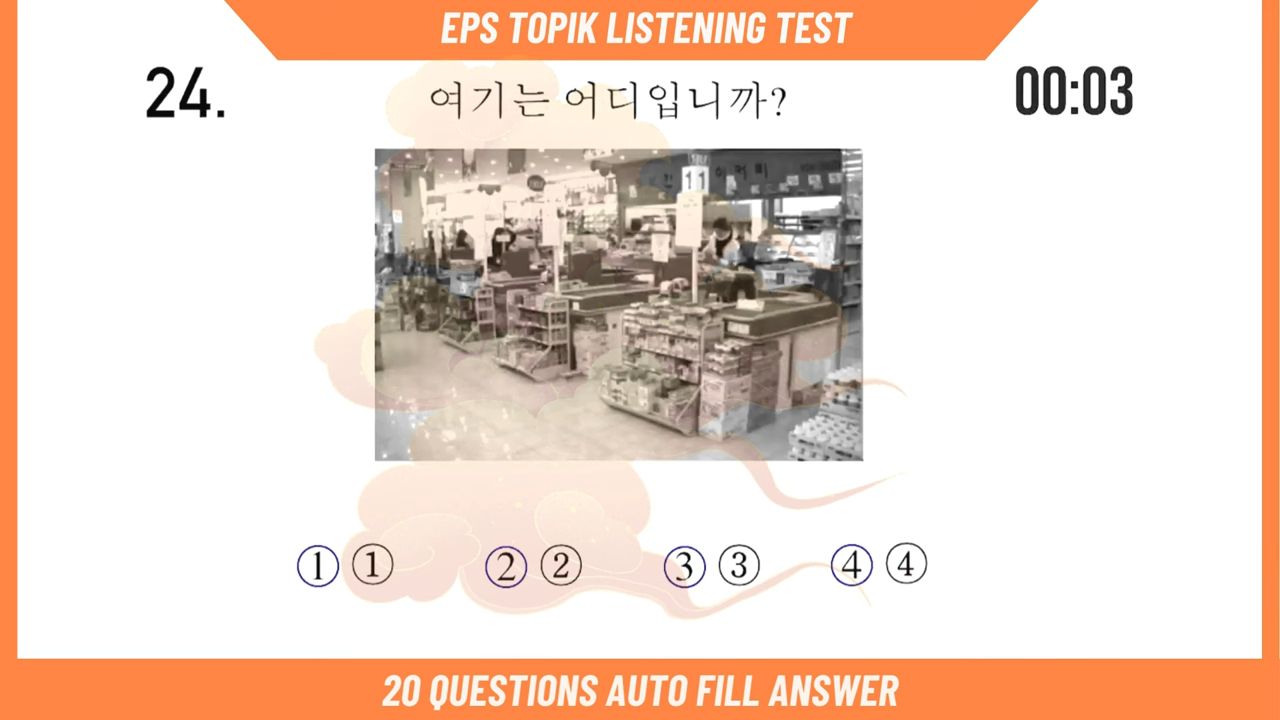 EPS TOPIK LISTENING TEST
24.
여기는 어디입니까?
00:03
11
① ① ② ② ③ ③ ④ ④
20 QUESTIONS AUTO FILL ANSWER